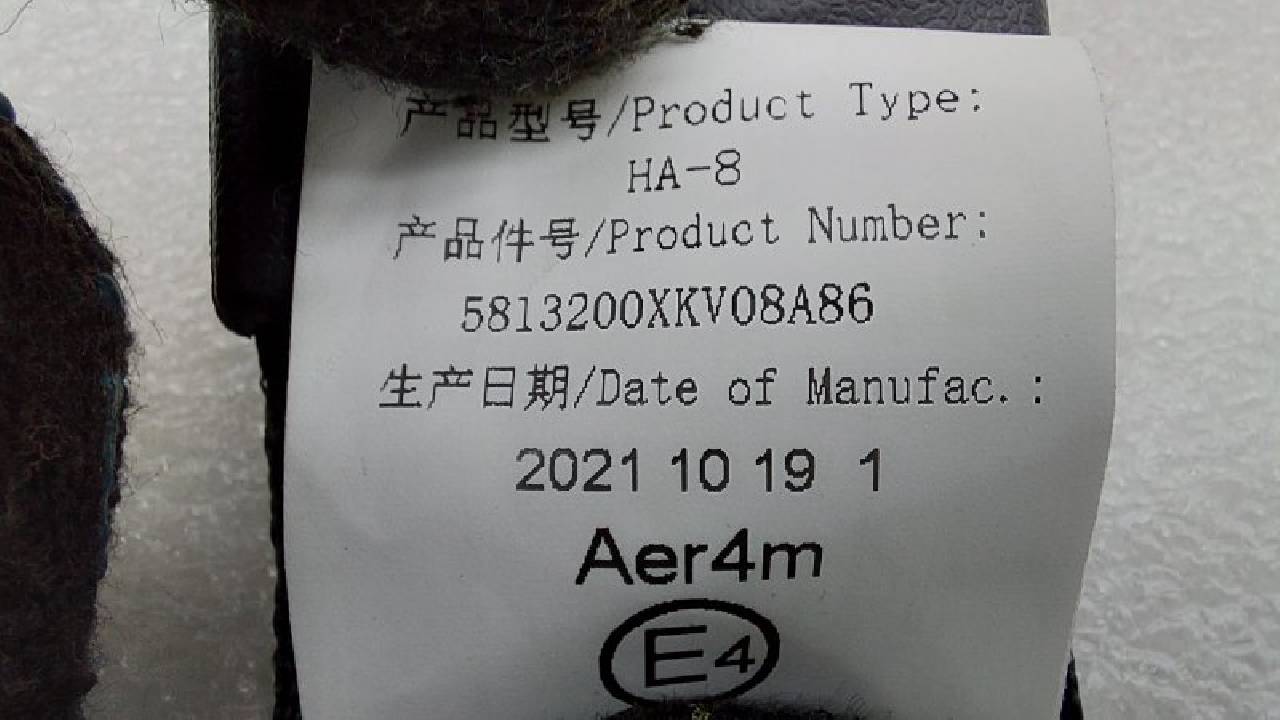 产品型号/Product Type:
HA-8
产品件号/Product Number:
5813200XKV08A86
生产日期/Date of Manufac.:
2021 10 19 1
Aer4m
E4